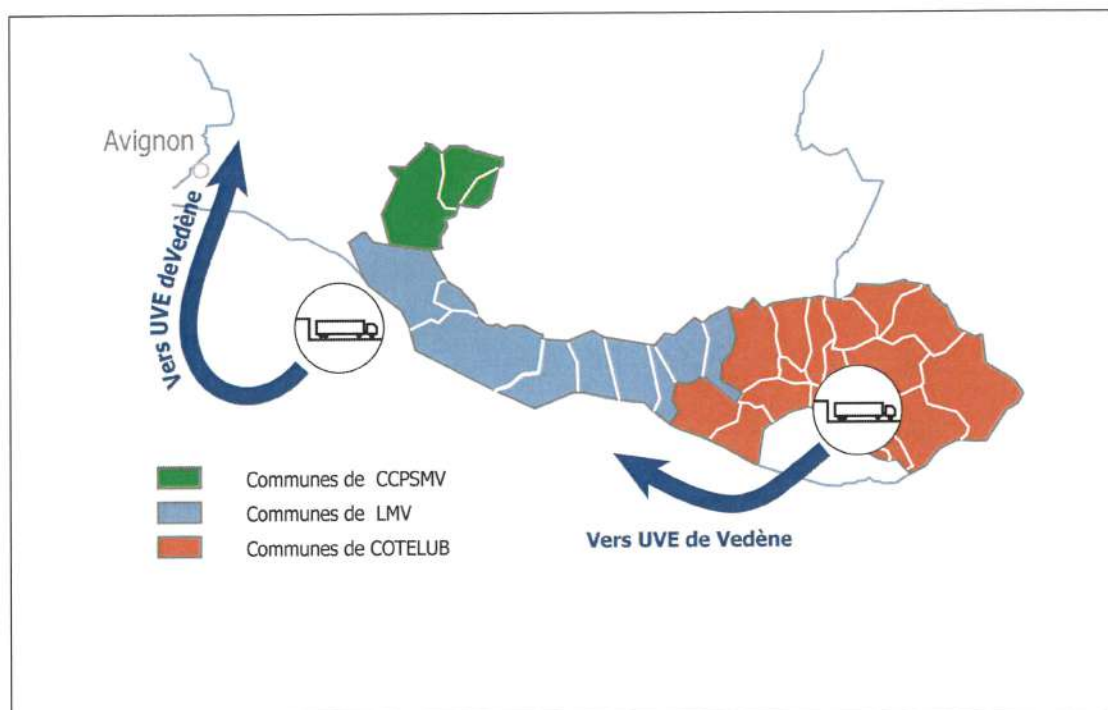 Avignon
Vers UVE deVedène
Communes de CCPSMV
Communes de LMV
Communes de COTELUB
Vers UVE de Vedène